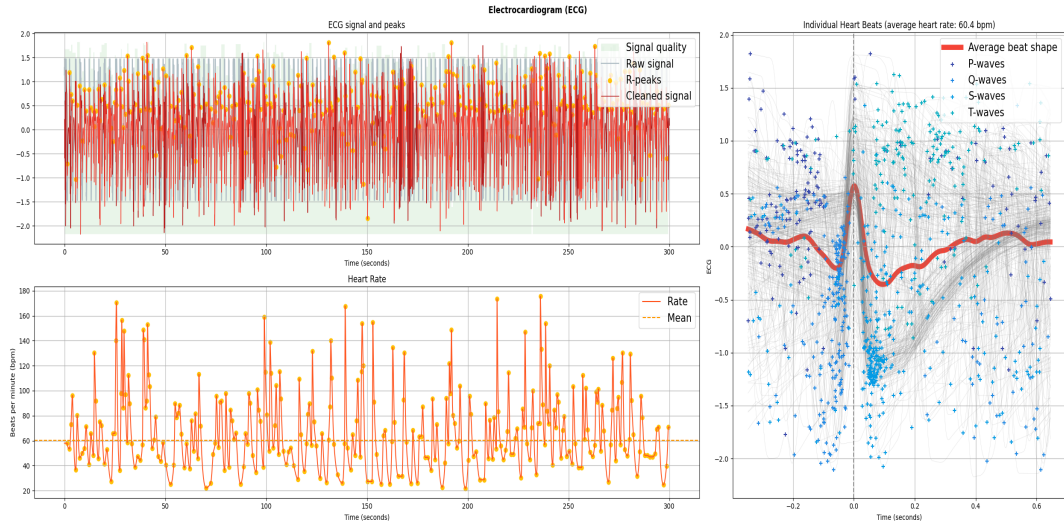 Electrocardiogram (ECG)
ECG signal and peaks
2.0
1.5
1.0
0.5
0.0
−0.5
−1.0
−1.5
−2.0
0
50
100
150
200
250
300
Time (seconds)
Signal quality
Raw signal
R-peaks
Cleaned signal
Heart Rate
Beats per minute (bpm)
180
160
140
120
100
80
60
40
20
0
50
100
150
200
250
300
Time (seconds)
Rate
Mean
Individual Heart Beats (average heart rate: 60.4 bpm)
ECG
2.0
1.5
1.0
0.5
0.0
−0.5
−1.0
−1.5
−2.0
−0.2
0.0
0.2
0.4
0.6
Time (seconds)
Average beat shape
P-waves
Q-waves
S-waves
T-waves